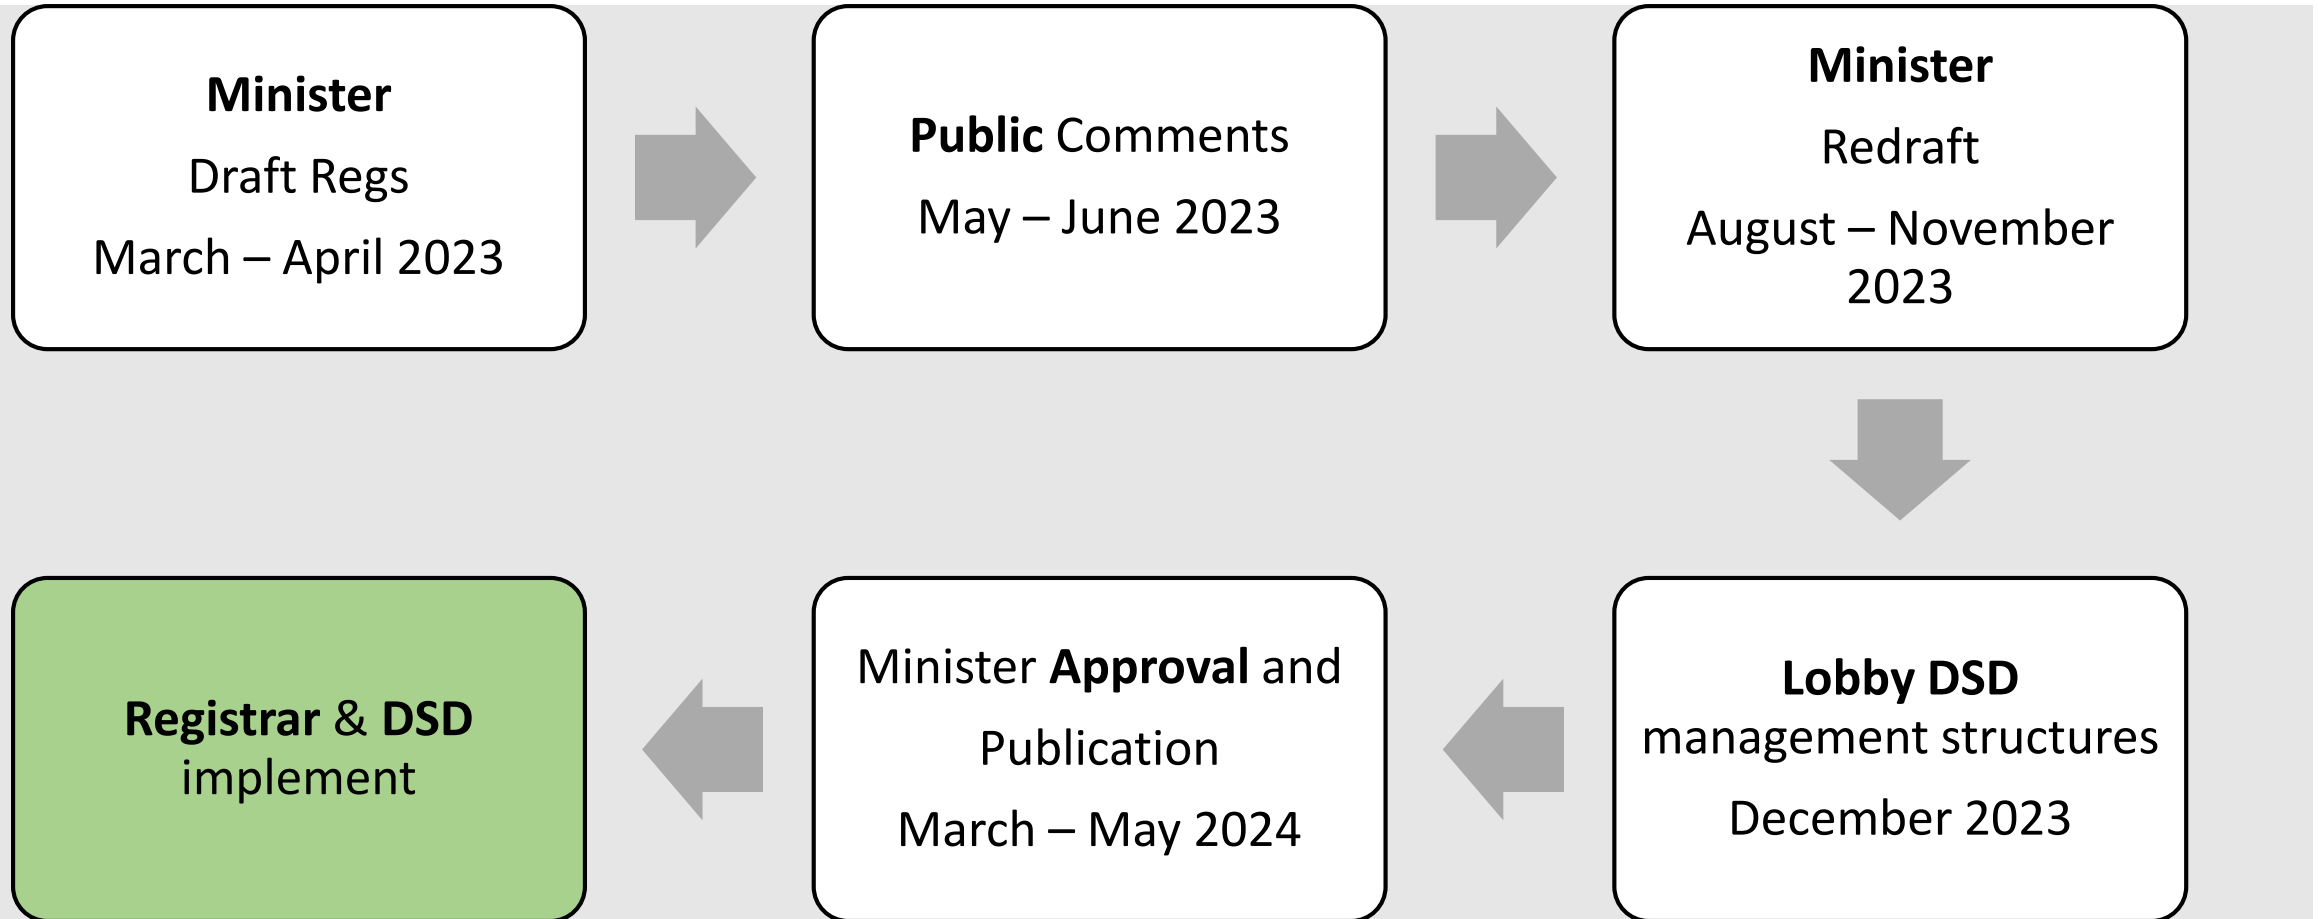 Minister
Draft Regs
March – April 2023
Public Comments
May – June 2023
Minister
Redraft
August – November
2023
Lobby DSD
management structures
December 2023
Minister Approval and
Publication
March – May 2024
Registrar & DSD
implement